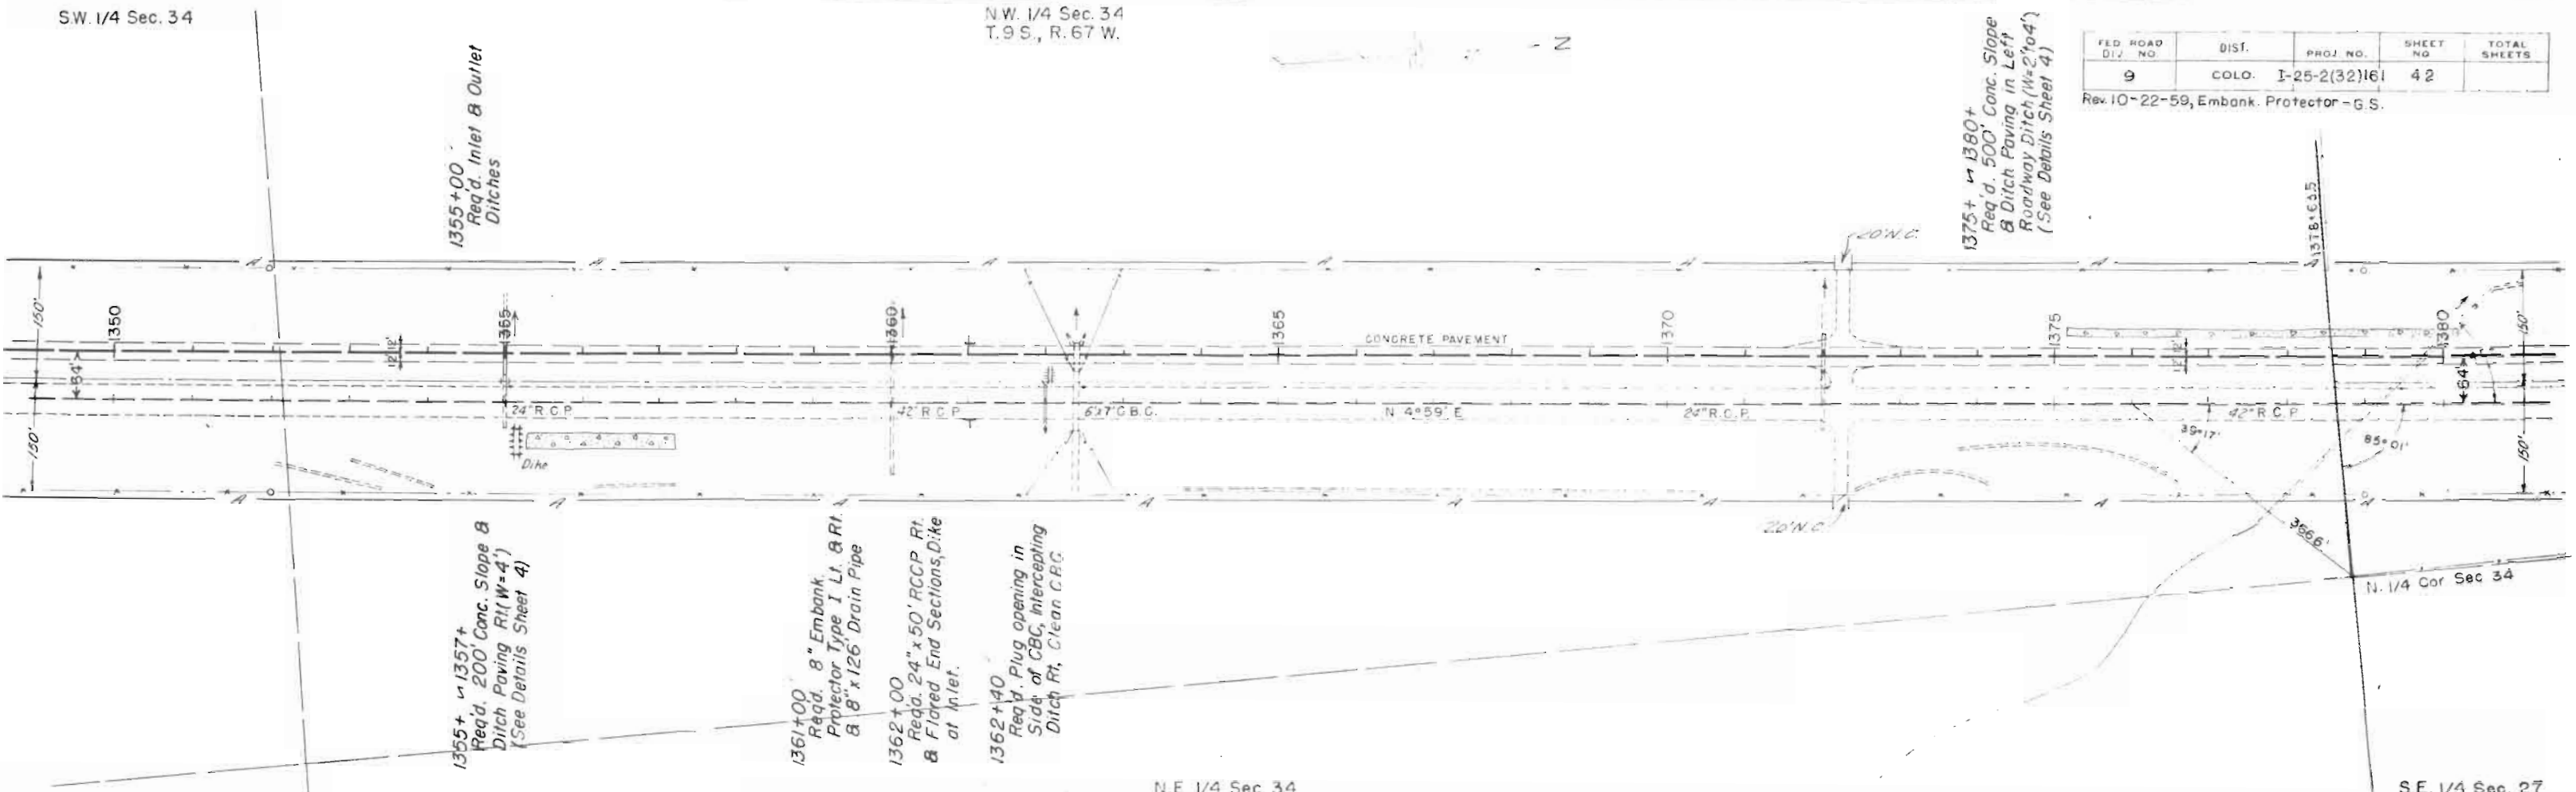 S.W. 1/4 Sec. 34
N.W. 1/4 Sec. 34
T. 9 S., R. 67 W.
N
FED. ROAD DIV. NO.
DIST.
PROJ. NO.
SHEET NO.
TOTAL SHEETS
9
COLO.
I-25-2(32)161
42
Rev. 10-22-59, Embank. Protector - G.S.
1355+00
Req'd. Inlet & Outlet
Ditches
1375+ ∽ 1380+
Req'd. 500' Conc. Slope
& Ditch Paving in Left
Roadway Ditch (W=2' to 4')
(See Details Sheet 4)
1378+63.5
20' N.C.
150'
1350
1355
1360
1365
1370
1375
1380
150'
12' 12'
CONCRETE PAVEMENT
12' 12'
64'
64'
24" R.C.P.
42" R.C.P.
6'x7' C.B.C.
N 4°59' E
24" R.C.P.
42" R.C.P.
39°17'
85°01'
150'
150'
Dike
20' N.C.
366.6'
N. 1/4 Cor Sec 34
1355+ ∽ 1357+
Req'd. 200' Conc. Slope &
Ditch Paving Rt. (W=4')
(See Details Sheet 4)
1361+00
Req'd. 8" Embank.
Protector Type I Lt. & Rt.
& 8" x 126' Drain Pipe
1362+00
Req'd. 24" x 50' RCCP Rt.
& Flared End Sections, Dike
at Inlet.
1362+40
Req'd. Plug opening in
Side of CBC, Intercepting
Ditch Rt, Clean CBC
N.E. 1/4 Sec. 34
S.E. 1/4 Sec. 27